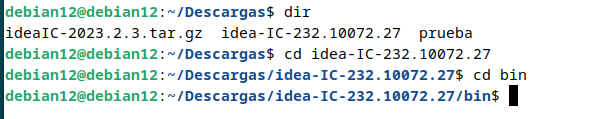 debian12@debian12:~/Descargas$ dir
ideaIC-2023.2.3.tar.gz  idea-IC-232.10072.27  prueba
debian12@debian12:~/Descargas$ cd idea-IC-232.10072.27
debian12@debian12:~/Descargas/idea-IC-232.10072.27$ cd bin
debian12@debian12:~/Descargas/idea-IC-232.10072.27/bin$